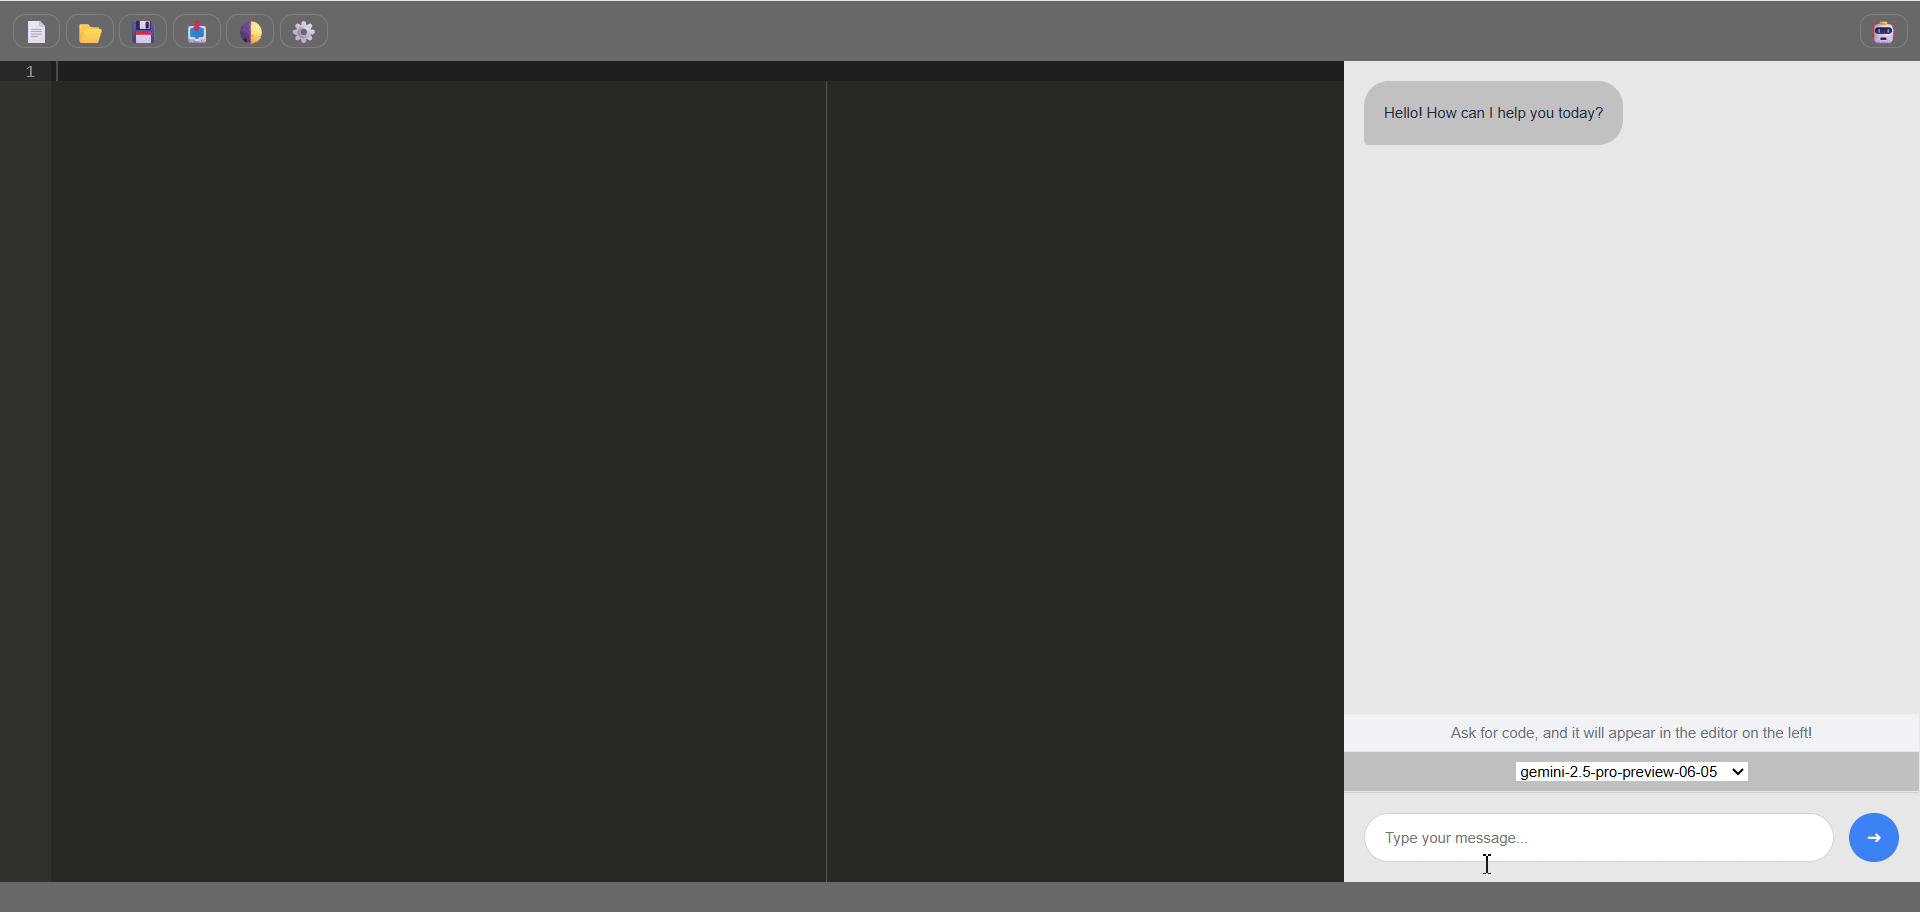 1
Hello! How can I help you today?
Ask for code, and it will appear in the editor on the left!
gemini-2.5-pro-preview-06-05
Type your message...